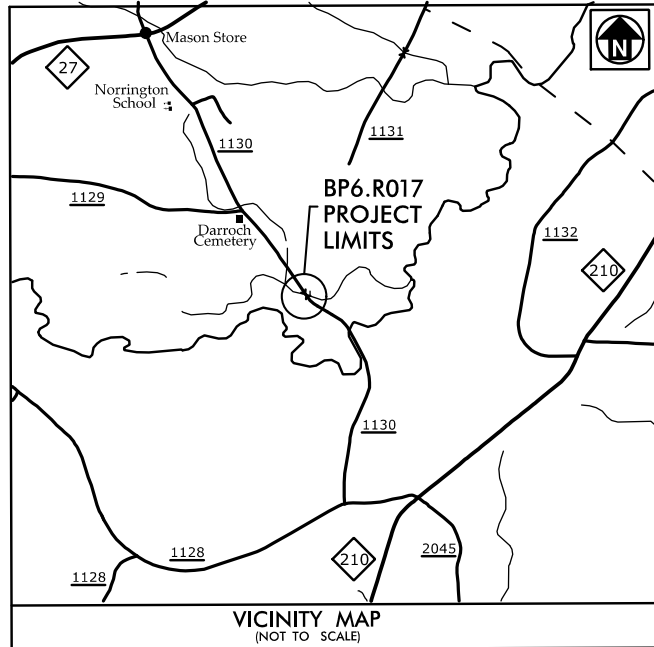 Mason Store
N
27
Norrington
School
1130
1131
1129
BP6.R017
PROJECT
LIMITS
Darroch
Cemetery
1132
210
1130
1128
210
2045
1128
VICINITY MAP
(NOT TO SCALE)